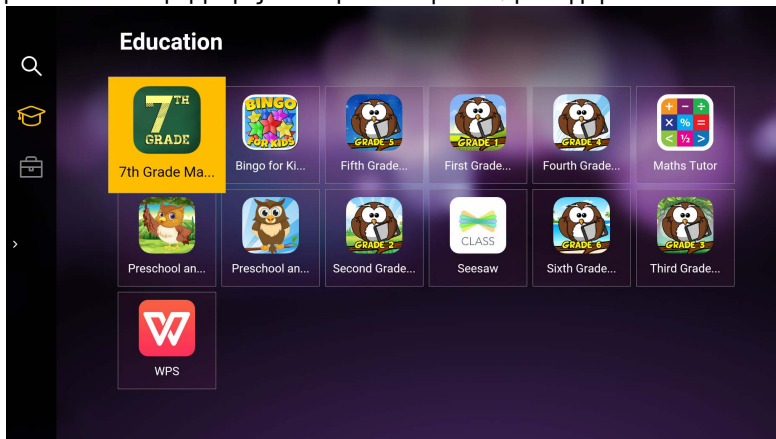 Education
7TH
GRADE
BINGO
FOR KIDS
GRADE 5
GRADE 1
GRADE 4
+ - ÷
× % =
< ½ >
7th Grade Ma...
Bingo for Ki...
Fifth Grade...
First Grade...
Fourth Grade...
Maths Tutor
GRADE 2
CLASS
GRADE 6
GRADE 3
Preschool an...
Preschool an...
Second Grade...
Seesaw
Sixth Grade...
Third Grade...
W
WPS